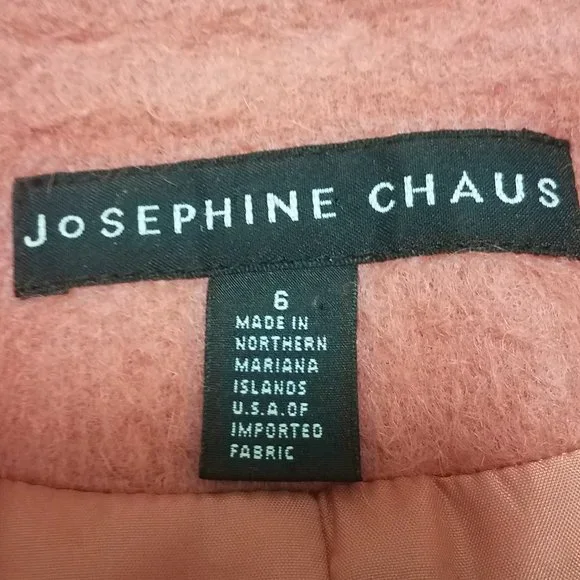 JoSEPHINE CHAUS
6
MADE IN
NORTHERN
MARIANA
ISLANDS
U.S.A.OF
IMPORTED
FABRIC